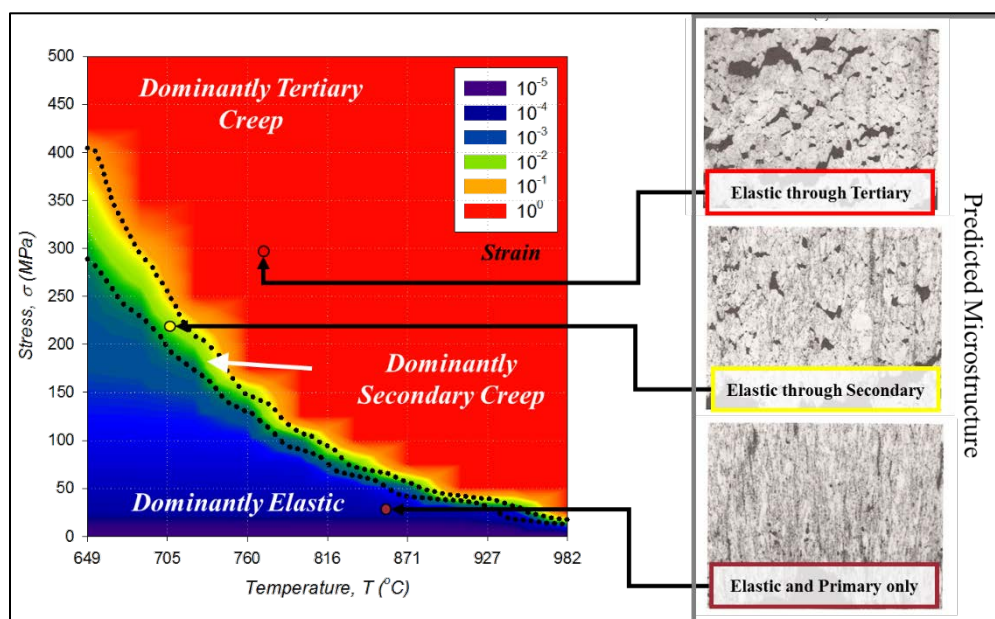 500
450
400
350
300
250
200
150
100
50
0
Stress, σ (MPa)
649
705
760
816
871
927
982
Temperature, T (°C)
Dominantly Tertiary
Creep
10⁻⁵
10⁻⁴
10⁻³
10⁻²
10⁻¹
10⁰
Strain
Dominantly
Secondary Creep
Dominantly Elastic
Elastic through Tertiary
Elastic through Secondary
Elastic and Primary only
Predicted Microstructure